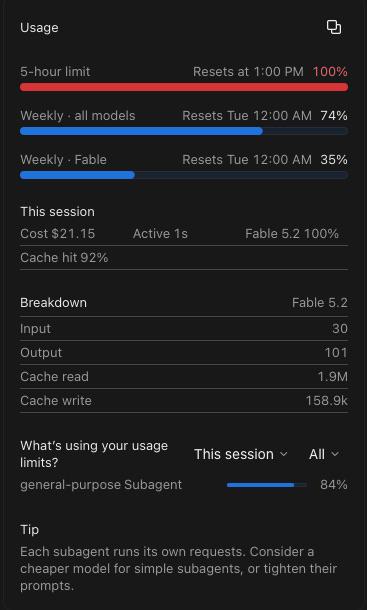 Usage
5-hour limit Resets at 1:00 PM 100%
Weekly · all models Resets Tue 12:00 AM 74%
Weekly · Fable Resets Tue 12:00 AM 35%
This session
Cost $21.15 Active 1s Fable 5.2 100%
Cache hit 92%
Breakdown Fable 5.2
Input 30
Output 101
Cache read 1.9M
Cache write 158.9k
What's using your usage
limits?
This session All
general-purpose Subagent 84%
Tip
Each subagent runs its own requests. Consider a
cheaper model for simple subagents, or tighten their
prompts.